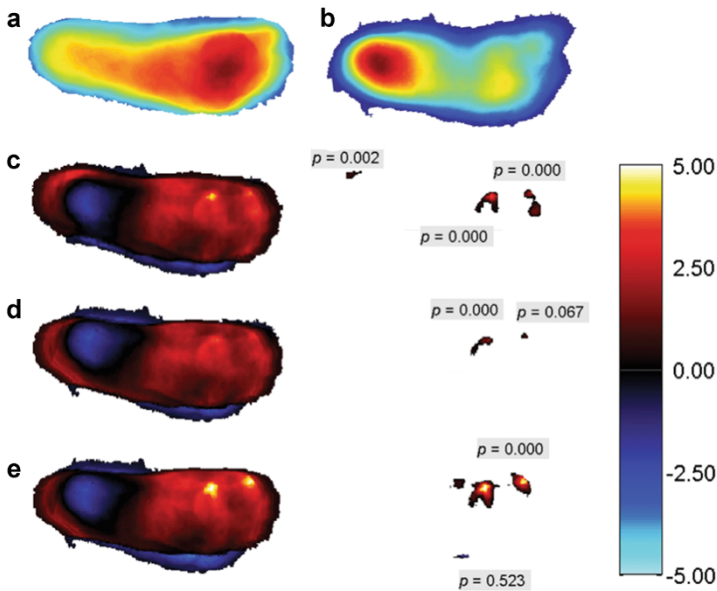 a
b
c
p = 0.002
p = 0.000
p = 0.000
d
p = 0.000
p = 0.067
e
p = 0.000
p = 0.523
5.00
2.50
0.00
-2.50
-5.00